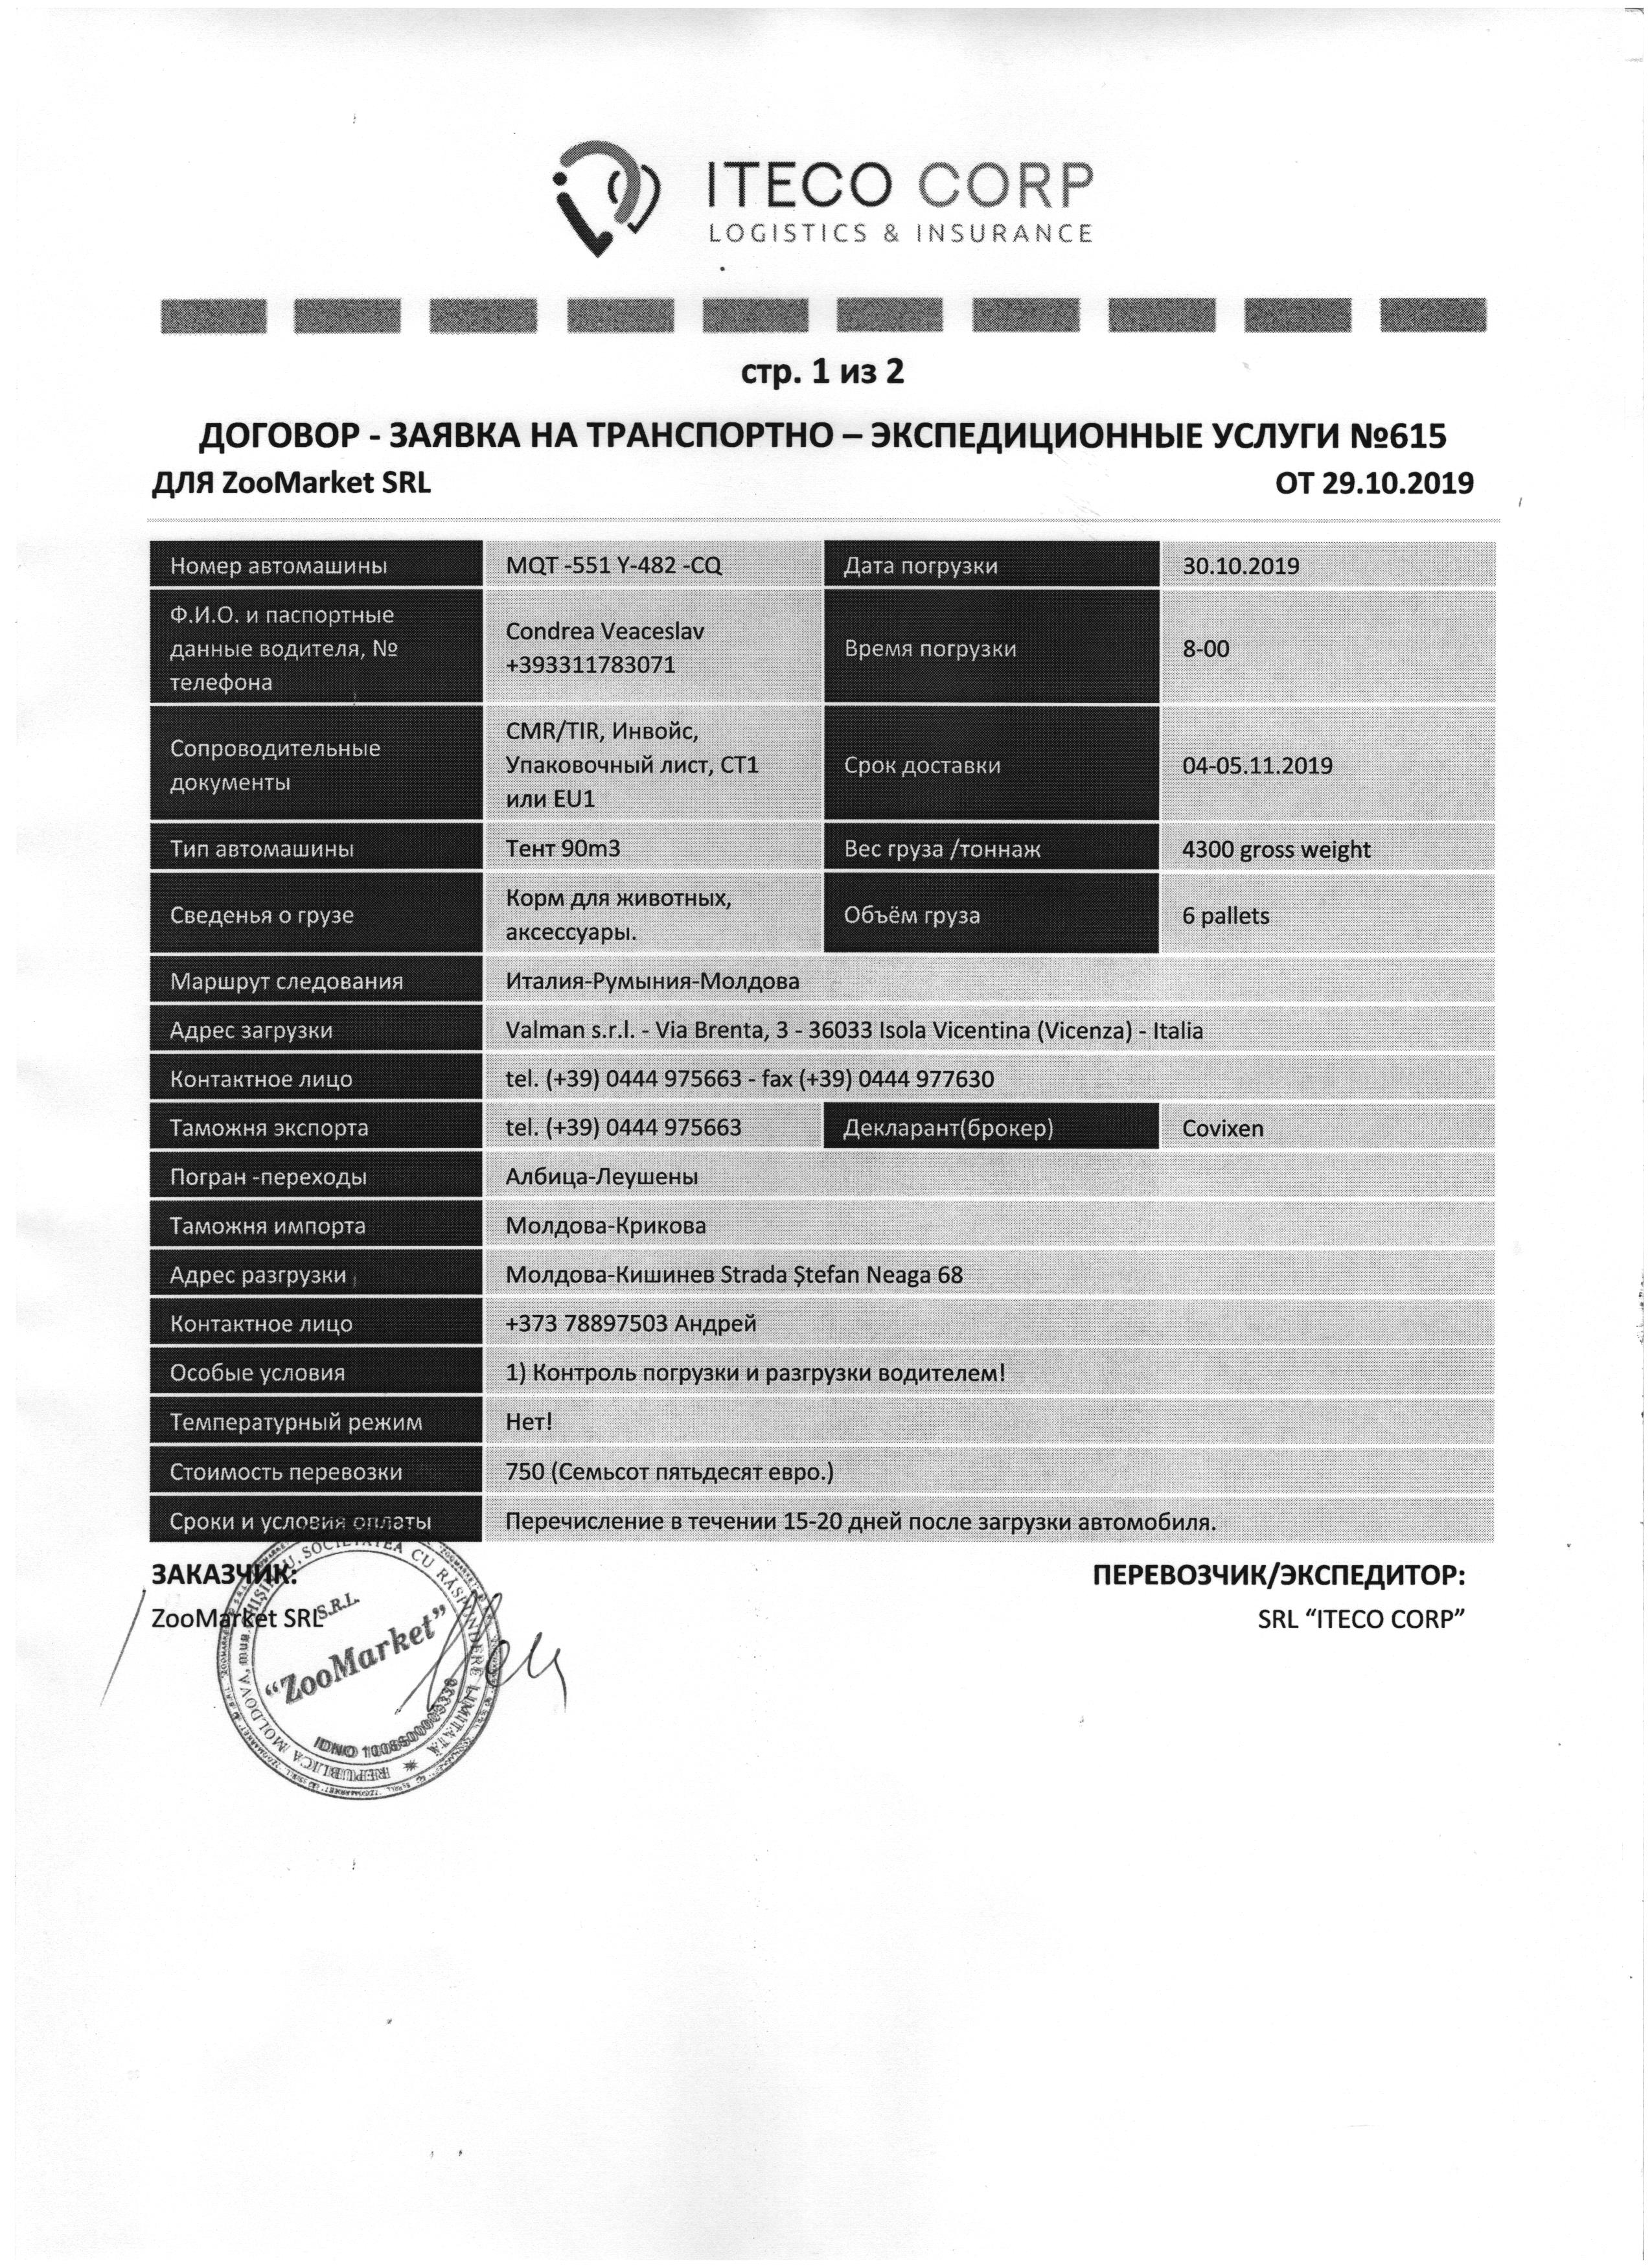 ITECO CORP
LOGISTICS & INSURANCE
стр. 1 из 2
ДОГОВОР - ЗАЯВКА НА ТРАНСПОРТНО – ЭКСПЕДИЦИОННЫЕ УСЛУГИ №615
ДЛЯ ZooMarket SRL ОТ 29.10.2019
Номер автомашины MQT -551 Y-482 -CQ Дата погрузки 30.10.2019
Ф.И.О. и паспортные
данные водителя, №
телефона
Condrea Veaceslav
+393311783071
Время погрузки 8-00
Сопроводительные
документы
CMR/TIR, Инвойс,
Упаковочный лист, СТ1
или EU1
Срок доставки 04-05.11.2019
Тип автомашины Тент 90m3 Вес груза /тоннаж 4300 gross weight
Сведенья о грузе
Корм для животных,
аксессуары.
Объём груза 6 pallets
Маршрут следования Италия-Румыния-Молдова
Адрес загрузки Valman s.r.l. - Via Brenta, 3 - 36033 Isola Vicentina (Vicenza) - Italia
Контактное лицо tel. (+39) 0444 975663 - fax (+39) 0444 977630
Таможня экспорта tel. (+39) 0444 975663 Декларант(брокер) Covixen
Погран -переходы Албица-Леушены
Таможня импорта Молдова-Крикова
Адрес разгрузки Молдова-Кишинев Strada Ștefan Neaga 68
Контактное лицо +373 78897503 Андрей
Особые условия 1) Контроль погрузки и разгрузки водителем!
Температурный режим Нет!
Стоимость перевозки 750 (Семьсот пятьдесят евро.)
Сроки и условия оплаты Перечисление в течении 15-20 дней после загрузки автомобиля.
ЗАКАЗЧИК: ПЕРЕВОЗЧИК/ЭКСПЕДИТОР:
ZooMarket SRL SRL “ITECO CORP”
REPUBLICA MOLDOVA, mun. CHIȘINĂU, SOCIETATEA CU RĂSPUNDERE LIMITATĂ
S.R.L.
“ZooMarket”
IDNO